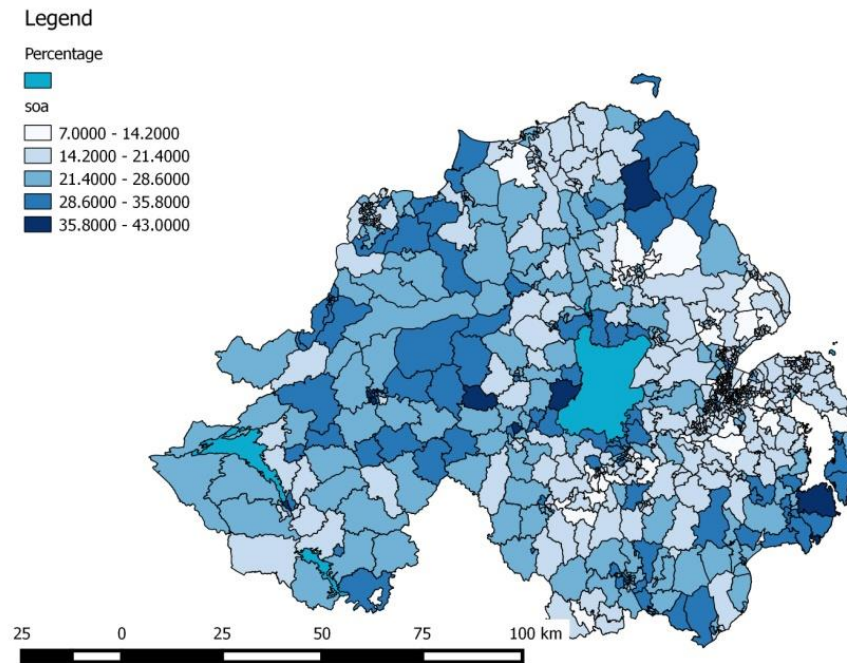 Legend
Percentage
soa
7.0000 - 14.2000
14.2000 - 21.4000
21.4000 - 28.6000
28.6000 - 35.8000
35.8000 - 43.0000
25 0 25 50 75 100 km